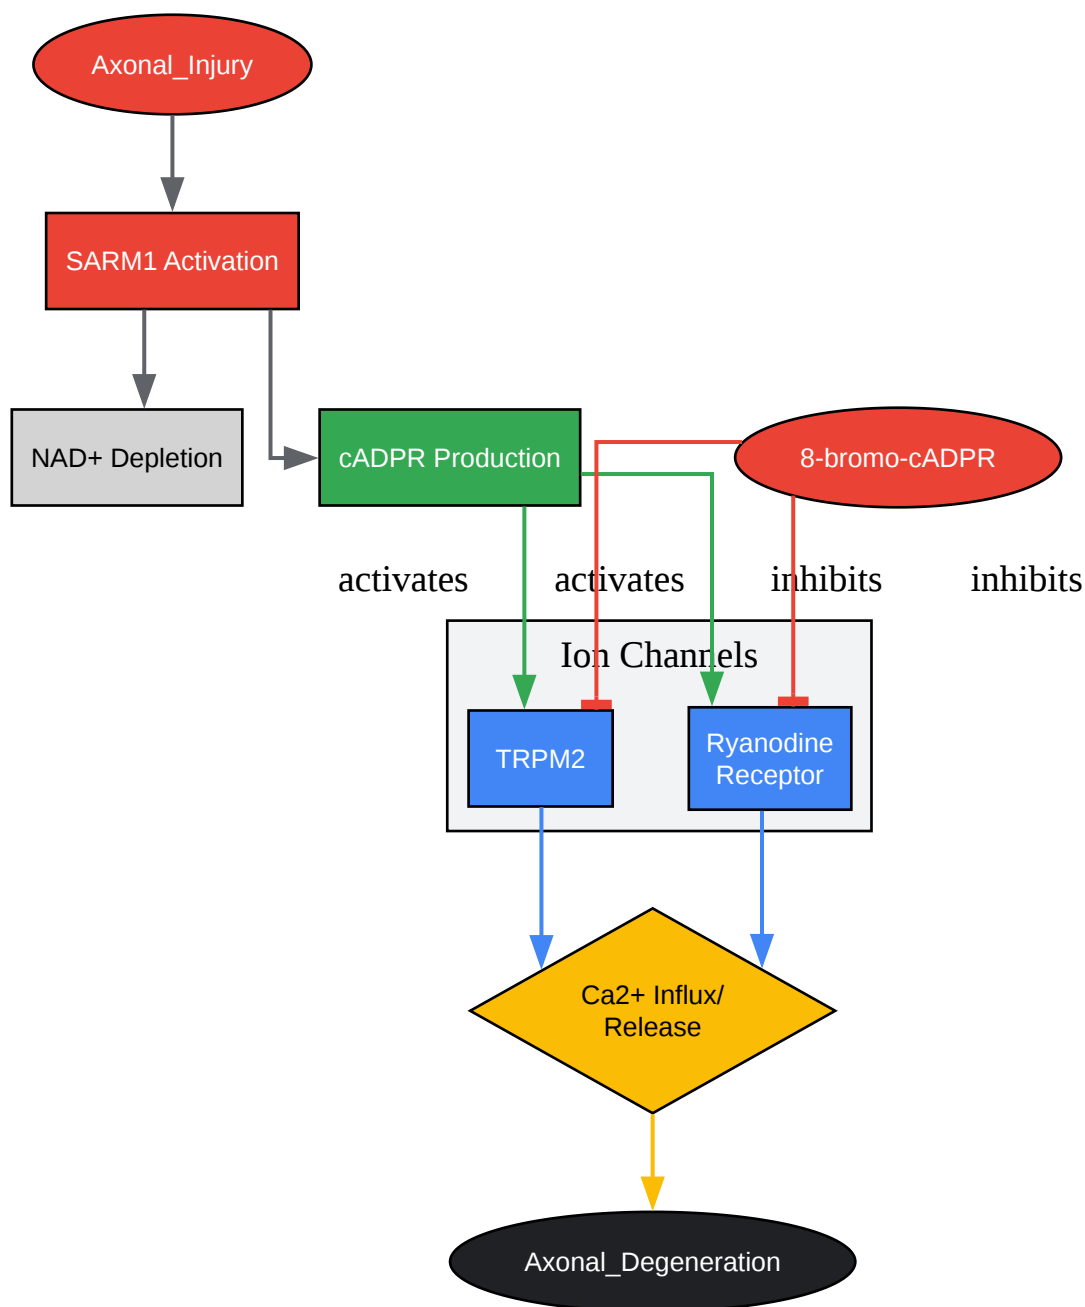 Axonal_Injury
SARM1 Activation
NAD+ Depletion
cADPR Production
8-bromo-cADPR
activates
activates
inhibits
inhibits
Ion Channels
TRPM2
Ryanodine
Receptor
Ca2+ Influx/
Release
Axonal_Degeneration